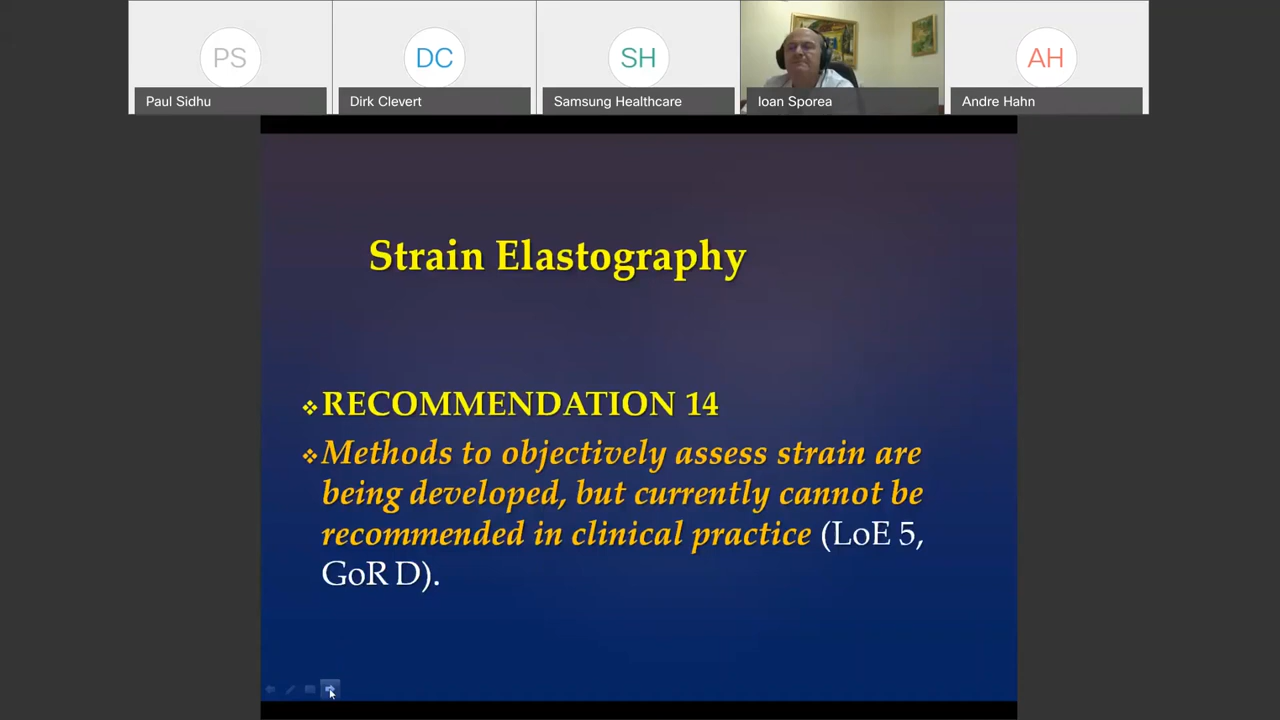 PS
DC
SH
AH
Paul Sidhu
Dirk Clevert
Samsung Healthcare
Ioan Sporea
Andre Hahn
Strain Elastography
RECOMMENDATION 14
Methods to objectively assess strain are
being developed, but currently cannot be
recommended in clinical practice (LoE 5,
GoR D).